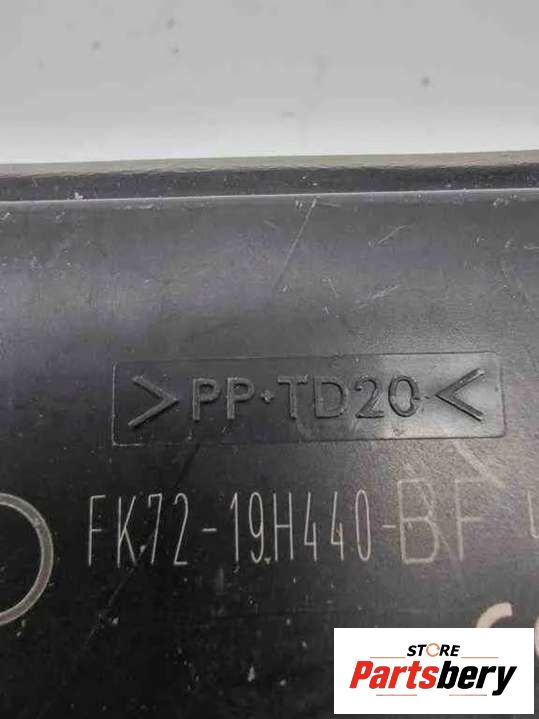 >PP+TD20<
FK72-19H440-BF
STORE
Partsbery